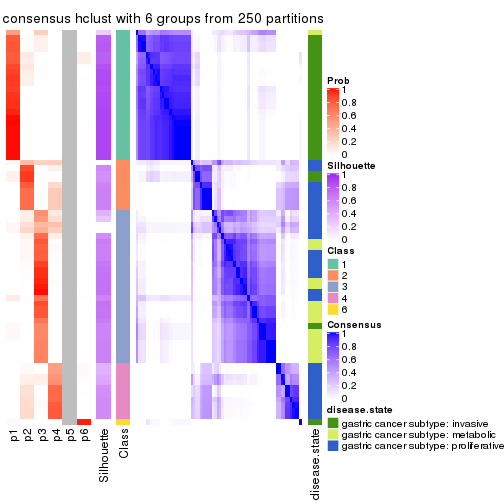 consensus hclust with 6 groups from 250 partitions
Prob
1
0.8
0.6
0.4
0.2
0
Silhouette
1
0.8
0.6
0.4
0.2
0
Class
1
2
3
4
6
Consensus
1
0.8
0.6
0.4
0.2
0
disease.state
gastric cancer subtype: invasive
gastric cancer subtype: metabolic
gastric cancer subtype: proliferative
p1
p2
p3
p4
p5
p6
Silhouette
Class
disease.state